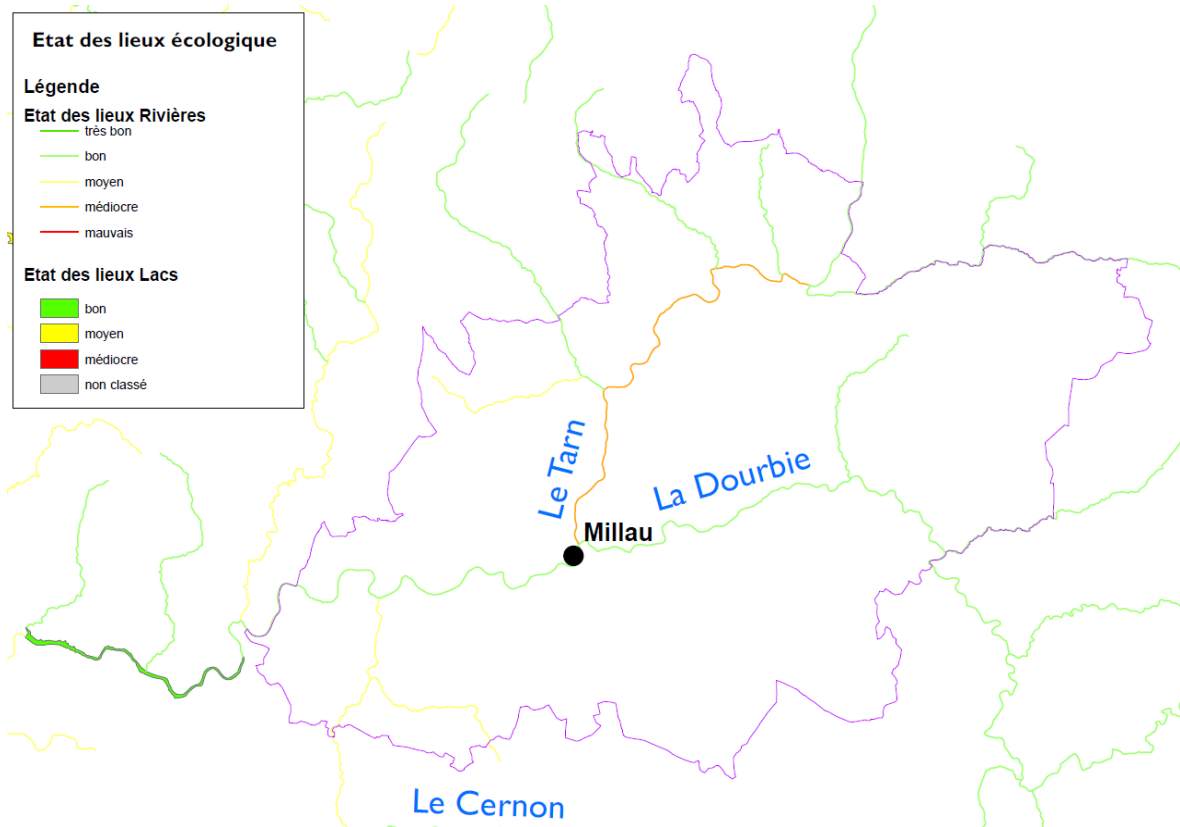 Etat des lieux écologique
Légende
Etat des lieux Rivières
très bon
bon
moyen
médiocre
mauvais
Etat des lieux Lacs
bon
moyen
médiocre
non classé
Le Tarn
La Dourbie
Millau
Le Cernon